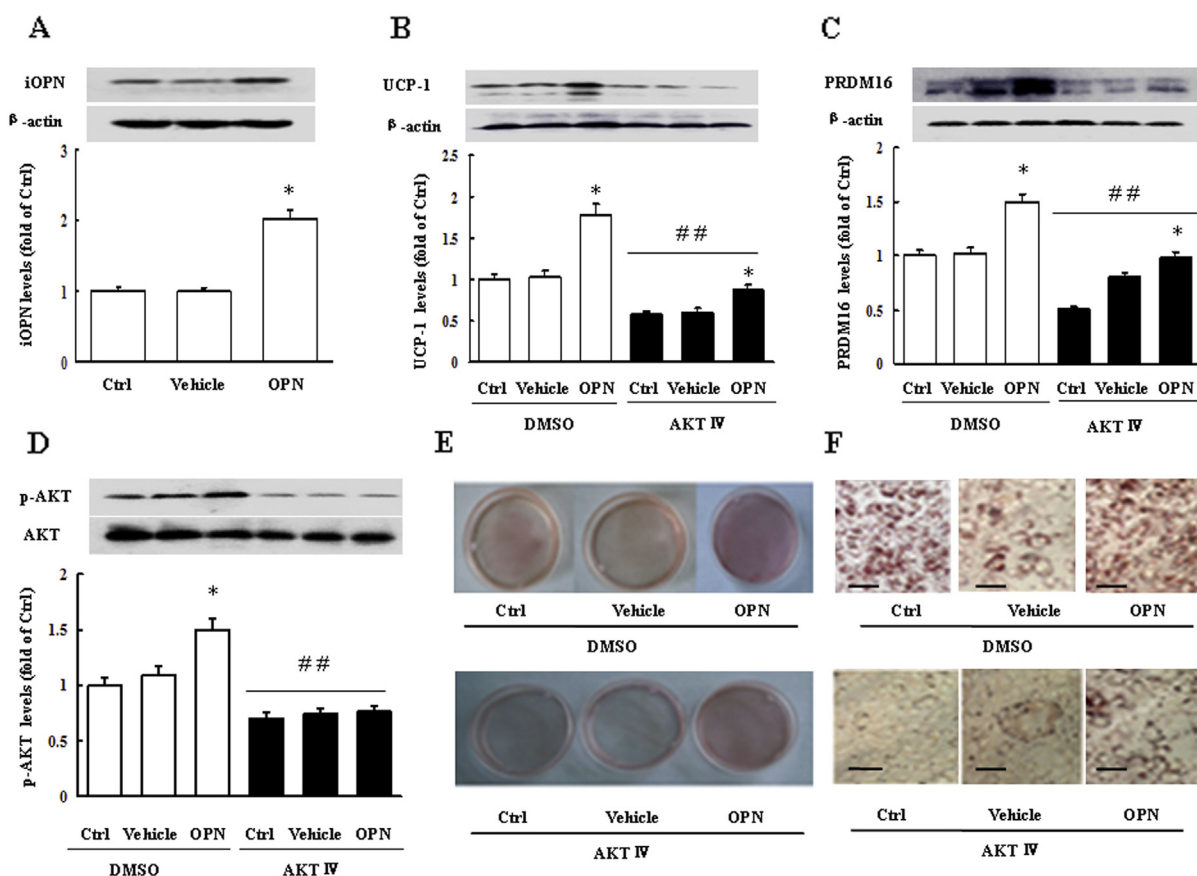 A
iOPN
β-actin
iOPN levels (fold of Ctrl)
3
2
1
0
*
Ctrl Vehicle OPN
B
UCP-1
β-actin
UCP-1 levels (fold of Ctrl)
2.5
2
1.5
1
0.5
0
*
##
*
Ctrl Vehicle OPN Ctrl Vehicle OPN
DMSO AKT Ⅳ
C
PRDM16
β-actin
PRDM16 levels (fold of Ctrl)
2
1.5
1
0.5
0
*
##
*
Ctrl Vehicle OPN Ctrl Vehicle OPN
DMSO AKT Ⅳ
D
p-AKT
AKT
p-AKT levels (fold of Ctrl)
2
1.5
1
0.5
0
*
##
Ctrl Vehicle OPN Ctrl Vehicle OPN
DMSO AKT Ⅳ
E
Ctrl Vehicle OPN
DMSO
Ctrl Vehicle OPN
AKT Ⅳ
F
Ctrl Vehicle OPN
DMSO
Ctrl Vehicle OPN
AKT Ⅳ